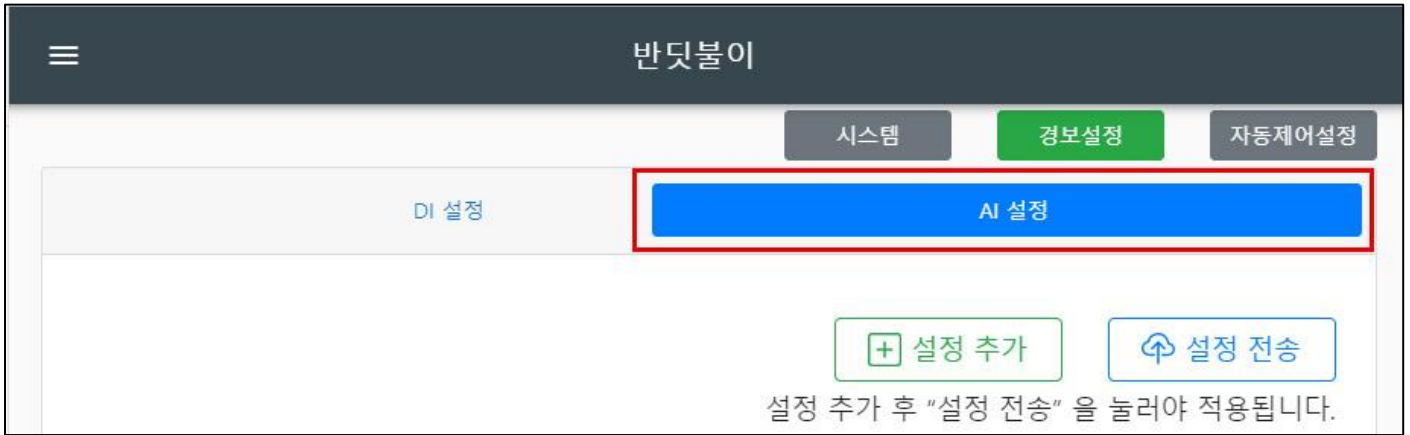 반딧불이
시스템 경보설정 자동제어설정
DI 설정 AI 설정
설정 추가 설정 전송
설정 추가 후 "설정 전송" 을 눌러야 적용됩니다.